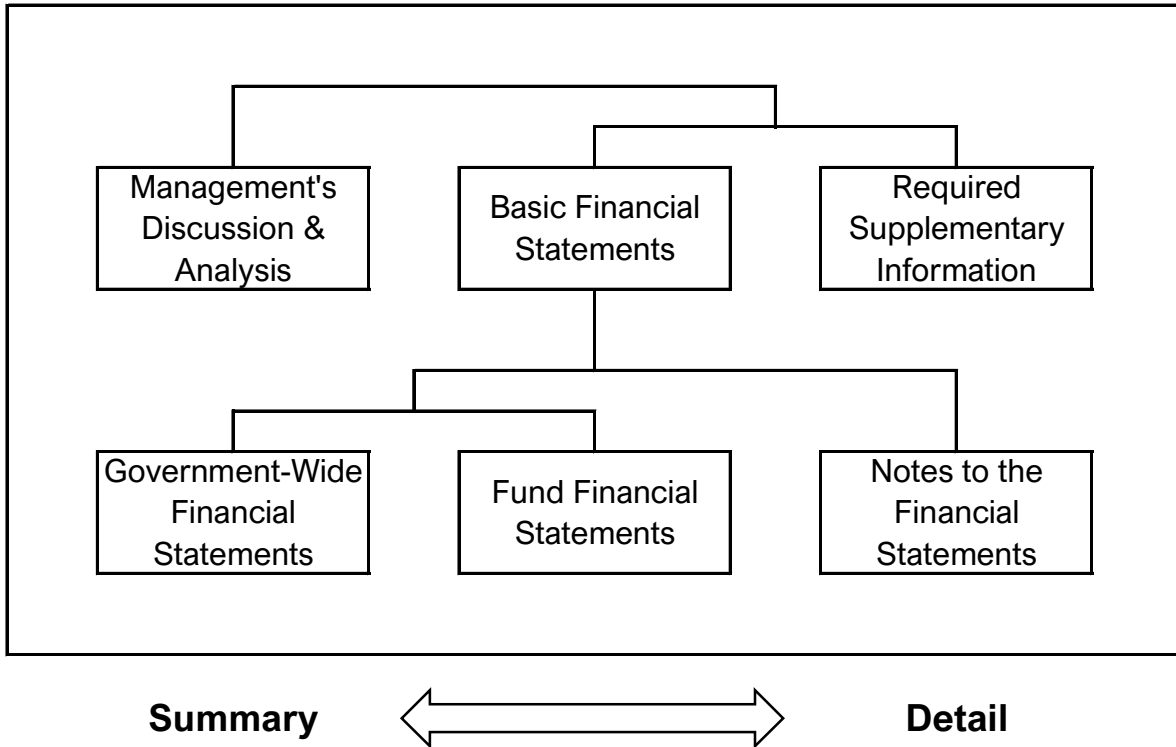 Management's
Discussion &
Analysis
Basic Financial
Statements
Required
Supplementary
Information
Government-Wide
Financial
Statements
Fund Financial
Statements
Notes to the
Financial
Statements
Summary
Detail